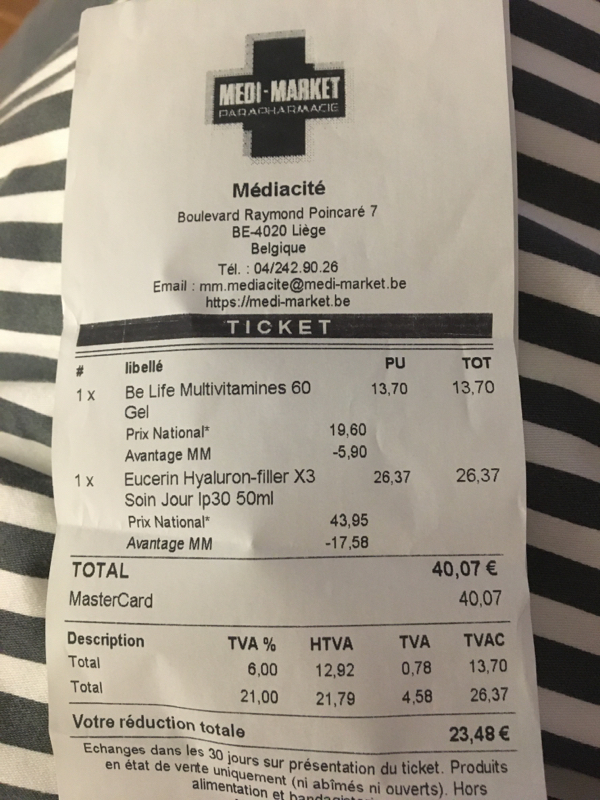 MEDI-MARKET
PARAPHARMACIE
Médiacité
Boulevard Raymond Poincaré 7
BE-4020 Liège
Belgique
Tél. : 04/242.90.26
Email : mm.mediacite@medi-market.be
https://medi-market.be
TICKET
# libellé PU TOT
1 x Be Life Multivitamines 60 13,70 13,70
Gel
Prix National* 19,60
Avantage MM -5,90
1 x Eucerin Hyaluron-filler X3 26,37 26,37
Soin Jour Ip30 50ml
Prix National* 43,95
Avantage MM -17,58
TOTAL 40,07 €
MasterCard 40,07
Description TVA % HTVA TVA TVAC
Total 6,00 12,92 0,78 13,70
Total 21,00 21,79 4,58 26,37
Votre réduction totale 23,48 €
Echanges dans les 30 jours sur présentation du ticket. Produits
en état de vente uniquement (ni abîmés ni ouverts). Hors
alimentation et